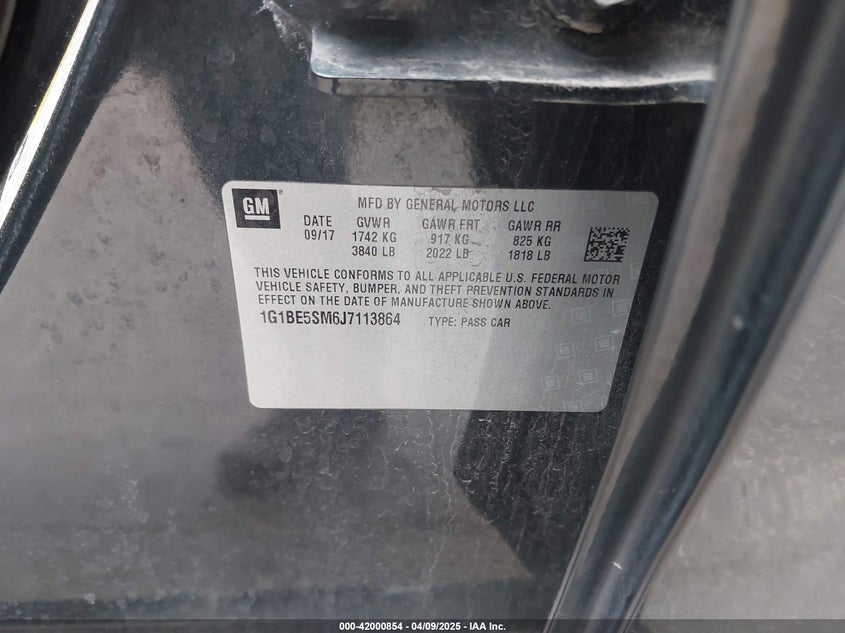 GM
MFD BY GENERAL MOTORS LLC
DATE GVWR GAWR FRT GAWR RR
09/17 1742 KG 917 KG 825 KG
3840 LB 2022 LB 1818 LB
THIS VEHICLE CONFORMS TO ALL APPLICABLE U.S. FEDERAL MOTOR
VEHICLE SAFETY, BUMPER, AND THEFT PREVENTION STANDARDS IN
EFFECT ON THE DATE OF MANUFACTURE SHOWN ABOVE.
1G1BE5SM6J7113864 TYPE: PASS CAR
000-42000854 - 04/09/2025 - IAA Inc.